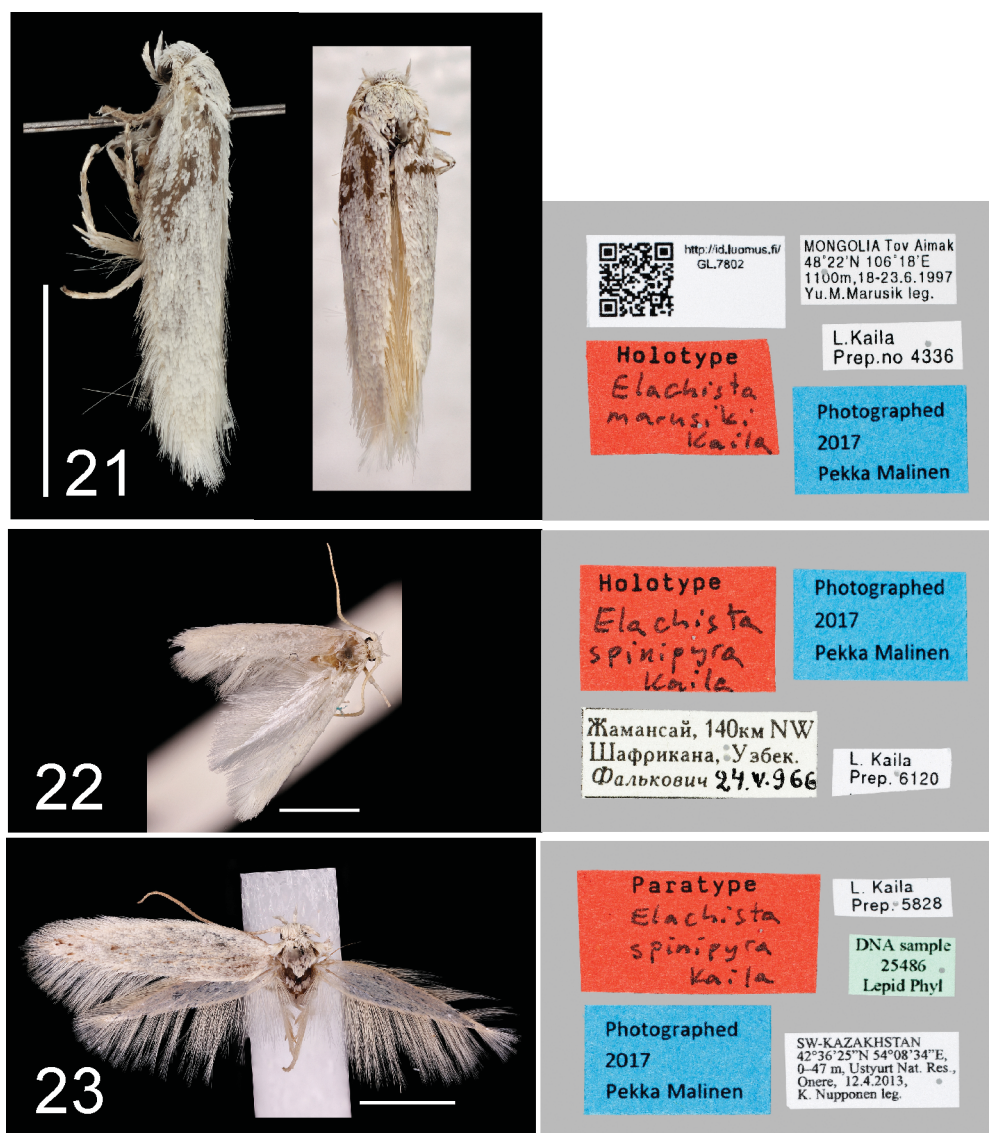 21
http://id.luomus.fi/
GL.7802
MONGOLIA Tov Aimak
48°22'N 106°18'E
1100m,18-23.6.1997
Yu.M.Marusik leg.
L.Kaila
Prep.no 4336
Holotype
Elachista
marusiki
Kaila
Photographed
2017
Pekka Malinen
22
Holotype
Elachista
spinipyra
Kaila
Photographed
2017
Pekka Malinen
Жамансай, 140км NW
Шафрикана, Узбек.
Фалькович 24.V.966
L. Kaila
Prep. 6120
23
Paratype
Elachista
spinipyra
Kaila
L. Kaila
Prep. 5828
DNA sample
25486
Lepid Phyl
Photographed
2017
Pekka Malinen
SW-KAZAKHSTAN
42°36'25"N 54°08'34"E,
0–47 m, Ustyurt Nat. Res.,
Onere, 12.4.2013,
K. Nupponen leg.